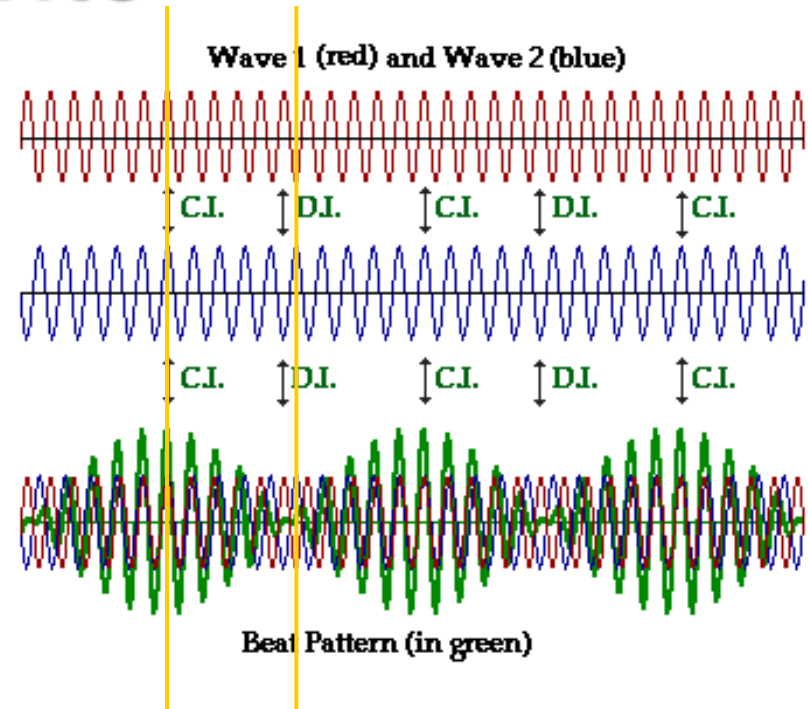 Wave 1 (red) and Wave 2 (blue)
C.I. D.I. C.I. D.I. C.I.
C.I. D.I. C.I. D.I. C.I.
Beat Pattern (in green)